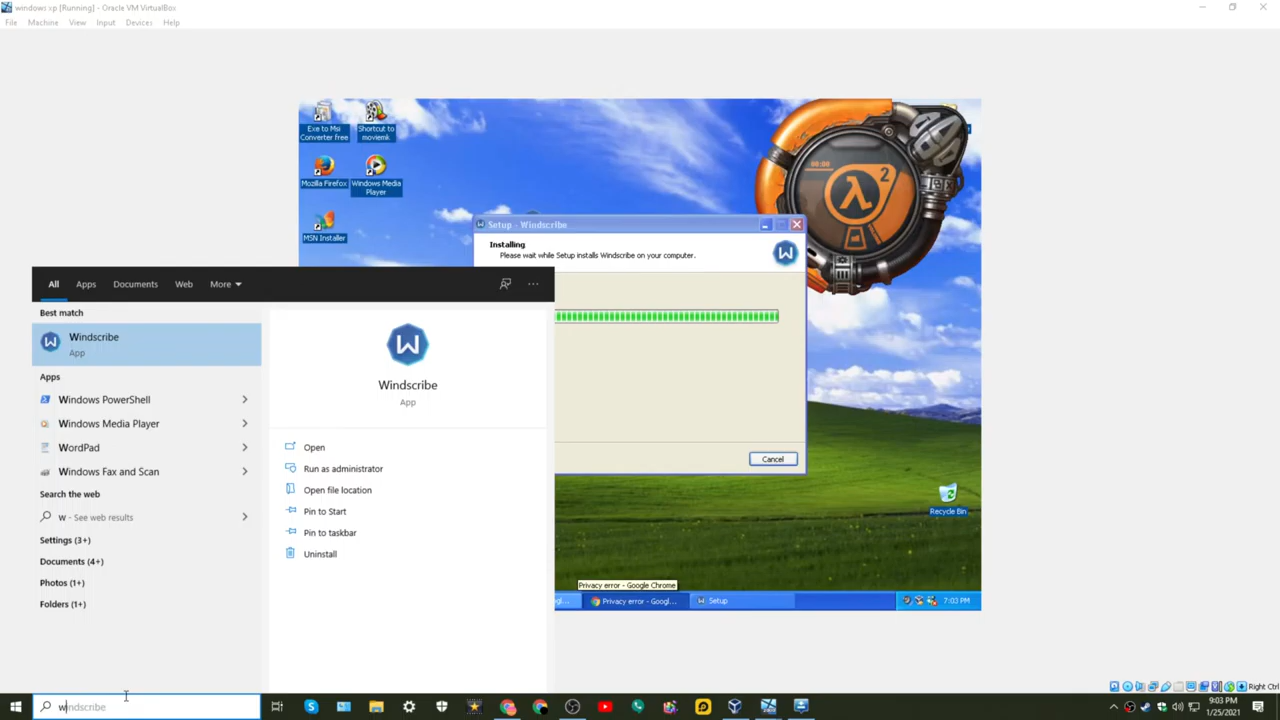 windows xp [Running] - Oracle VM VirtualBox
File Machine View Input Devices Help
Exe to Msi
Converter free
Shortcut to
moviemk
Mozilla Firefox
Windows Media
Player
MSN Installer
00:00
2
Setup - Windscribe
Installing
Please wait while Setup installs Windscribe on your computer.
Cancel
Recycle Bin
Privacy error - Google Chrome
Privacy error - Googl...
Setup
7:03 PM
All Apps Documents Web More
Best match
Windscribe
App
Apps
Windows PowerShell
Windows Media Player
WordPad
Windows Fax and Scan
Search the web
w - See web results
Settings (3+)
Documents (4+)
Photos (1+)
Folders (1+)
Windscribe
App
Open
Run as administrator
Open file location
Pin to Start
Pin to taskbar
Uninstall
Right Ctrl
windscribe
9:03 PM
1/25/2021